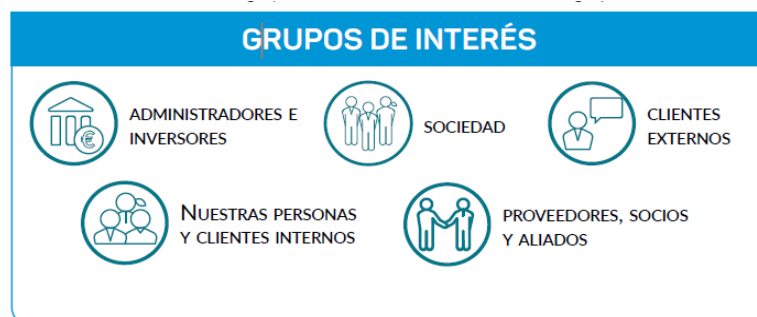 GRUPOS DE INTERÉS
ADMINISTRADORES E
INVERSORES
SOCIEDAD
CLIENTES
EXTERNOS
NUESTRAS PERSONAS
Y CLIENTES INTERNOS
PROVEEDORES, SOCIOS
Y ALIADOS